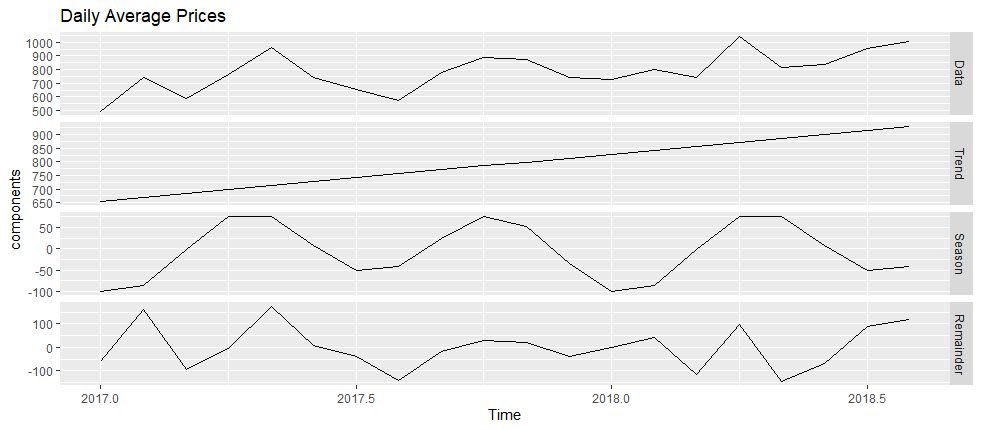 Daily Average Prices
1000
900
800
700
600
500
Data
900
850
800
750
700
650
Trend
50
0
-50
-100
Season
100
0
-100
Remainder
components
2017.0 2017.5 2018.0 2018.5
Time